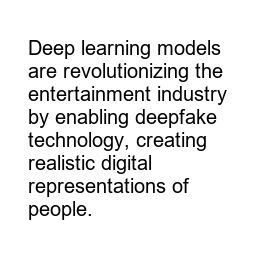 Deep learning models
are revolutionizing the
entertainment industry
by enabling deepfake
technology, creating
realistic digital
representations of
people.